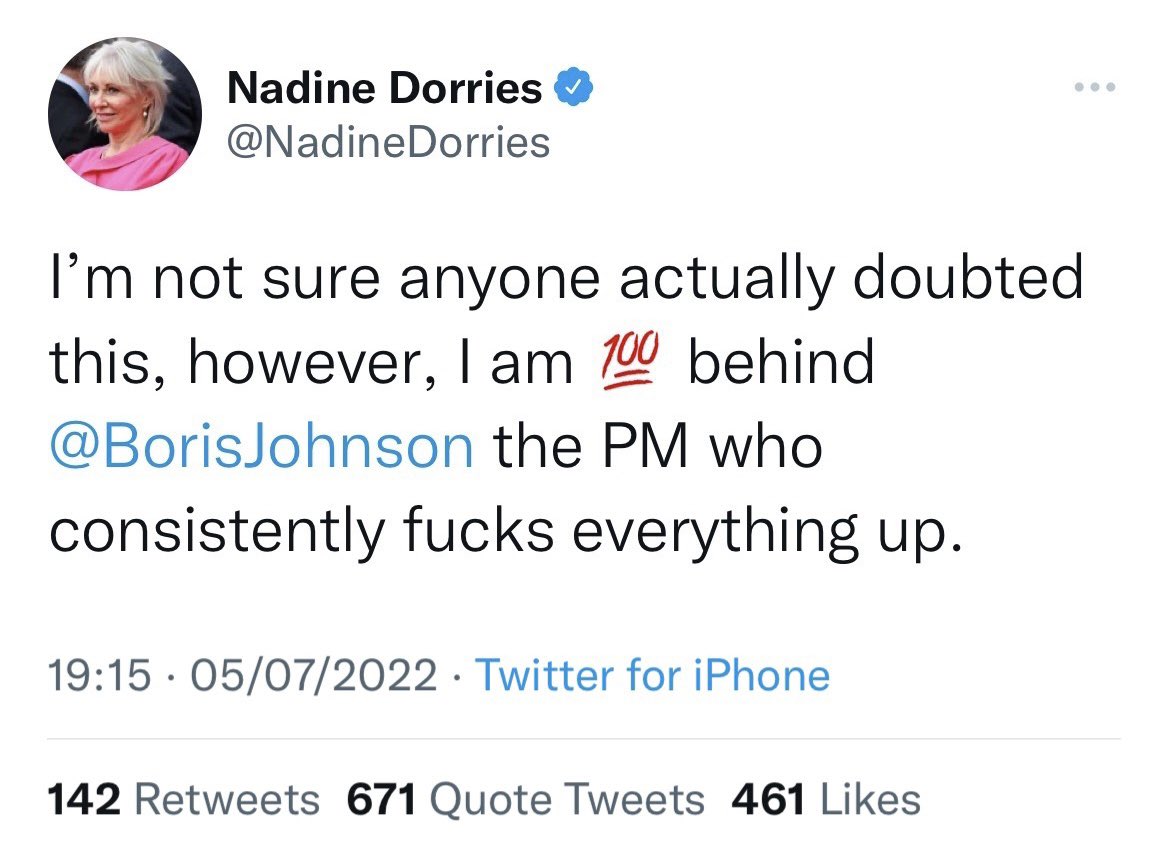 Nadine Dorries
@NadineDorries
I’m not sure anyone actually doubted
this, however, I am 💯 behind
@BorisJohnson the PM who
consistently fucks everything up.
19:15 · 05/07/2022 · Twitter for iPhone
142 Retweets 671 Quote Tweets 461 Likes